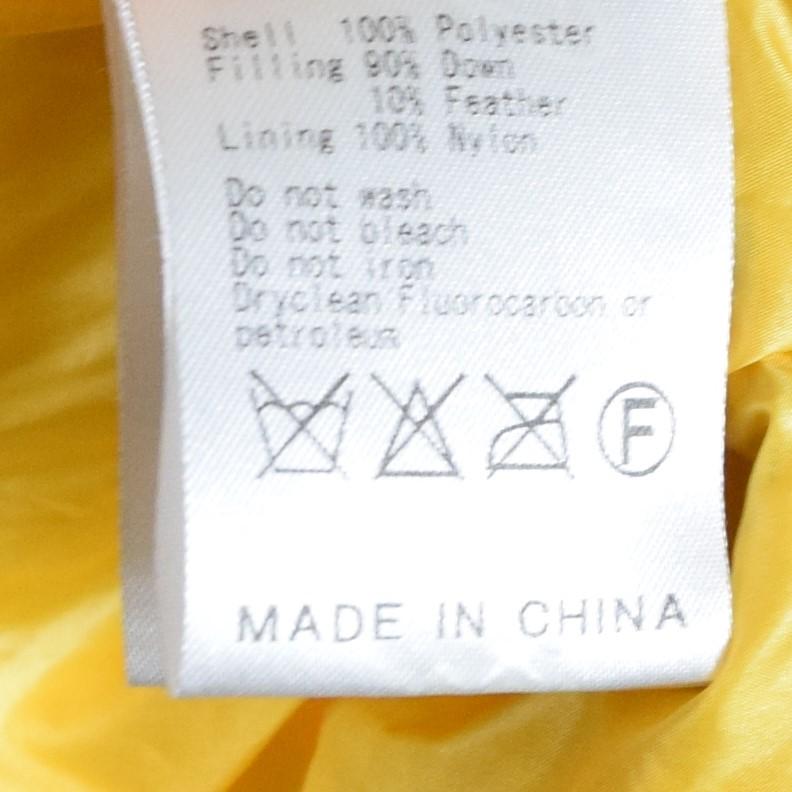 Shell 100% Polyester
Filling 90% Down
10% Feather
Lining 100% Nylon
Do not wash
Do not bleach
Do not iron
Dryclean Fluorocarbon or
petroleum
F
MADE IN CHINA